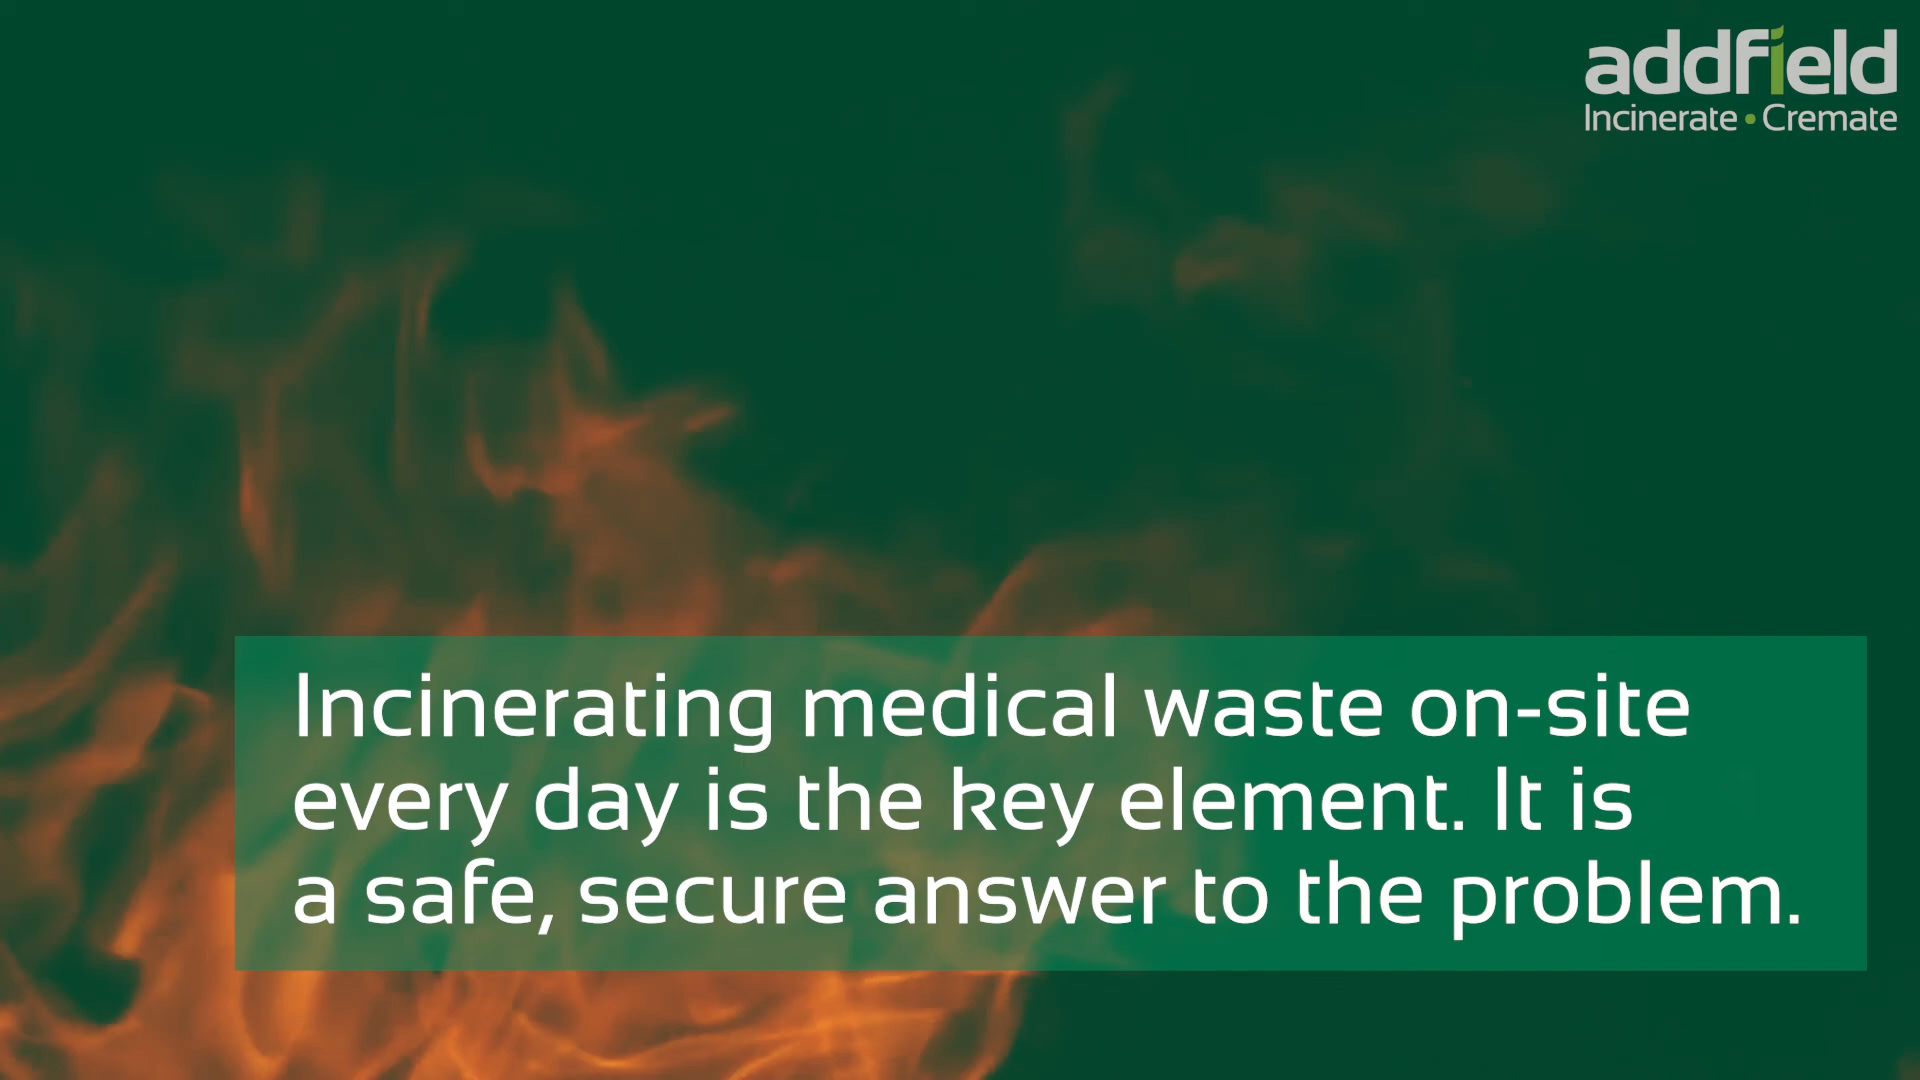 addfield
Incinerate • Cremate
Incinerating medical waste on-site
every day is the key element. It is
a safe, secure answer to the problem.